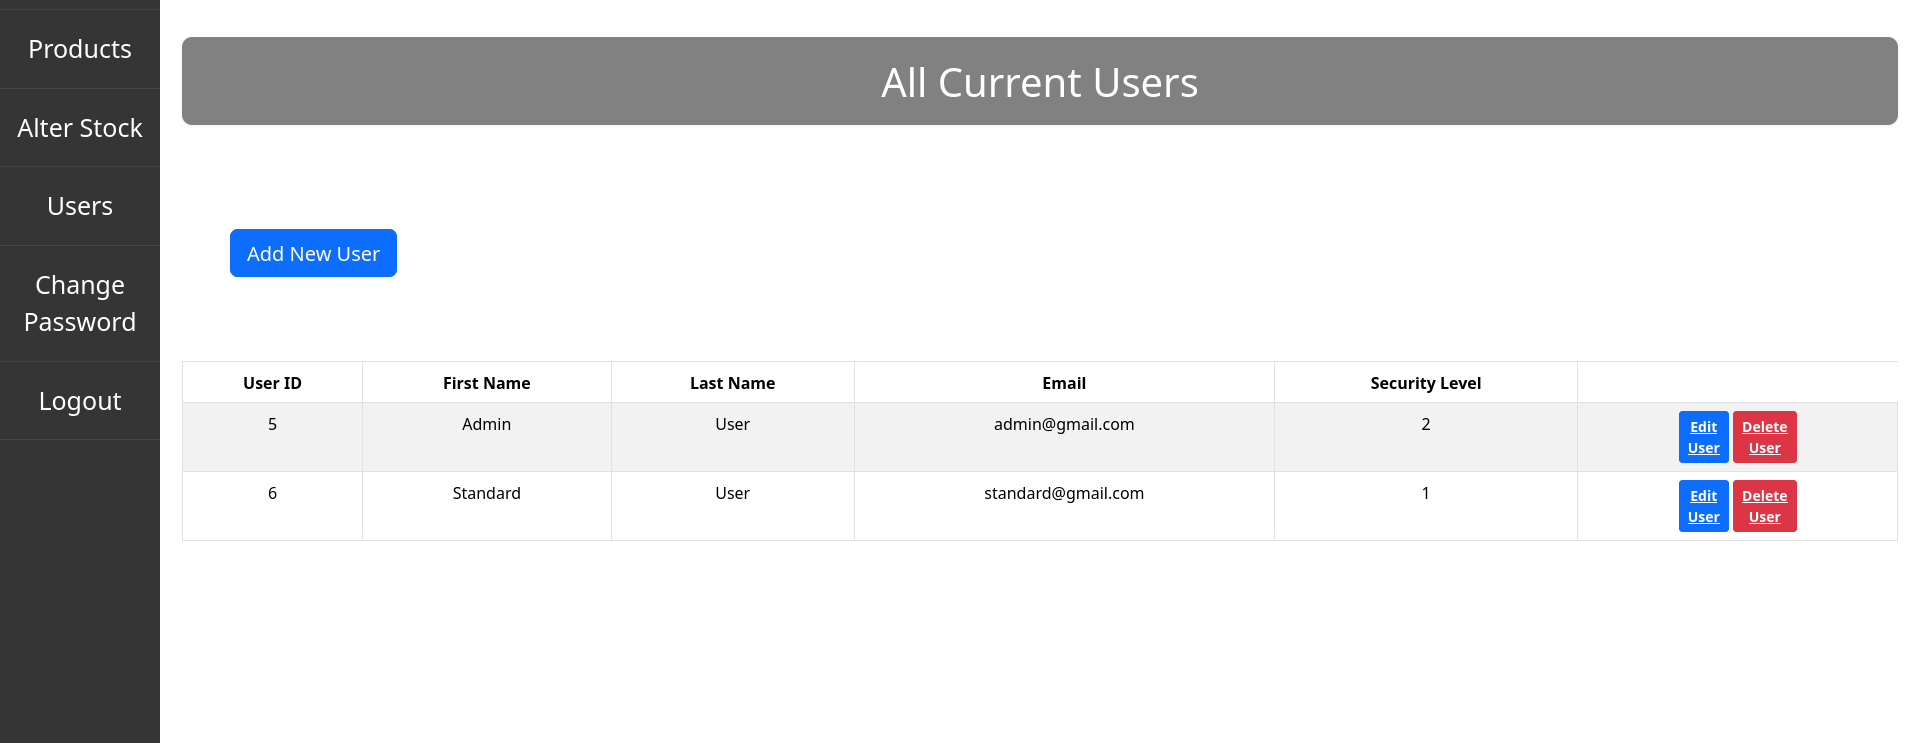 Products
Alter Stock
Users
Change
Password
Logout
All Current Users
Add New User
User ID First Name Last Name Email Security Level
5 Admin User admin@gmail.com 2 Edit User Delete User
6 Standard User standard@gmail.com 1 Edit User Delete User